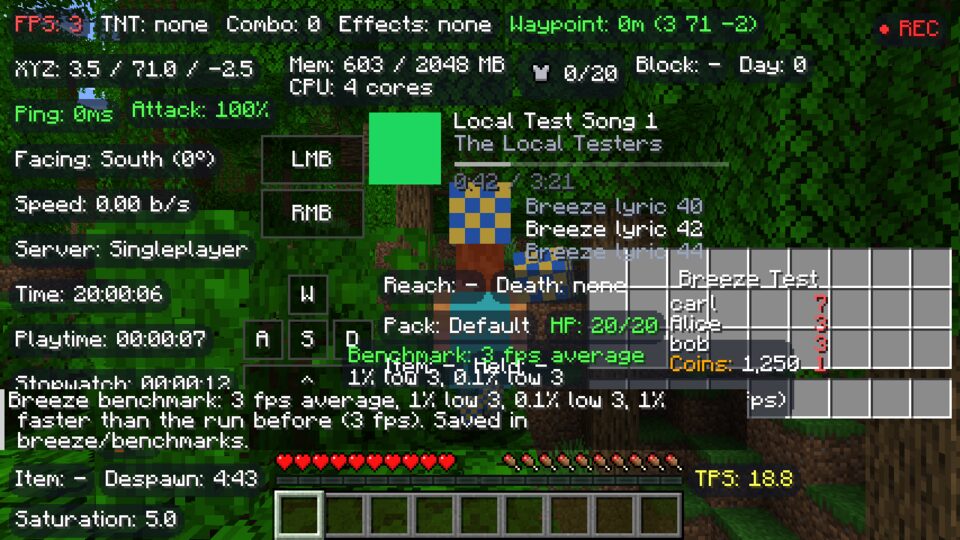 FPS: 3 TNT: none Combo: 0 Effects: none Waypoint: 0m (3 71 -2)
● REC
XYZ: 3.5 / 71.0 / -2.5
Mem: 603 / 2048 MB
CPU: 4 cores
0/20
Block: - Day: 0
Ping: 0ms
Attack: 100%
Local Test Song 1
The Local Testers
0:42 / 3:21
Facing: South (0°)
LMB
Speed: 0.00 b/s
RMB
Breeze lyric 40
Breeze lyric 42
Breeze lyric 44
Server: Singleplayer
Reach: - Death: none
Breeze Test
carl 7
Alice 3
bob 3
Coins: 1,250 1
Time: 20:00:06
W
Pack: Default HP: 20/20
Playtime: 00:00:07
A S D
Benchmark: 3 fps average
1% low 3, 0.1% low 3
Item: - Held: -
Stopwatch: 00:00:12
^
Breeze benchmark: 3 fps average, 1% low 3, 0.1% low 3, 1%
faster than the run before (3 fps). Saved in
breeze/benchmarks.
fps)
Item: - Despawn: 4:43
TPS: 18.8
Saturation: 5.0